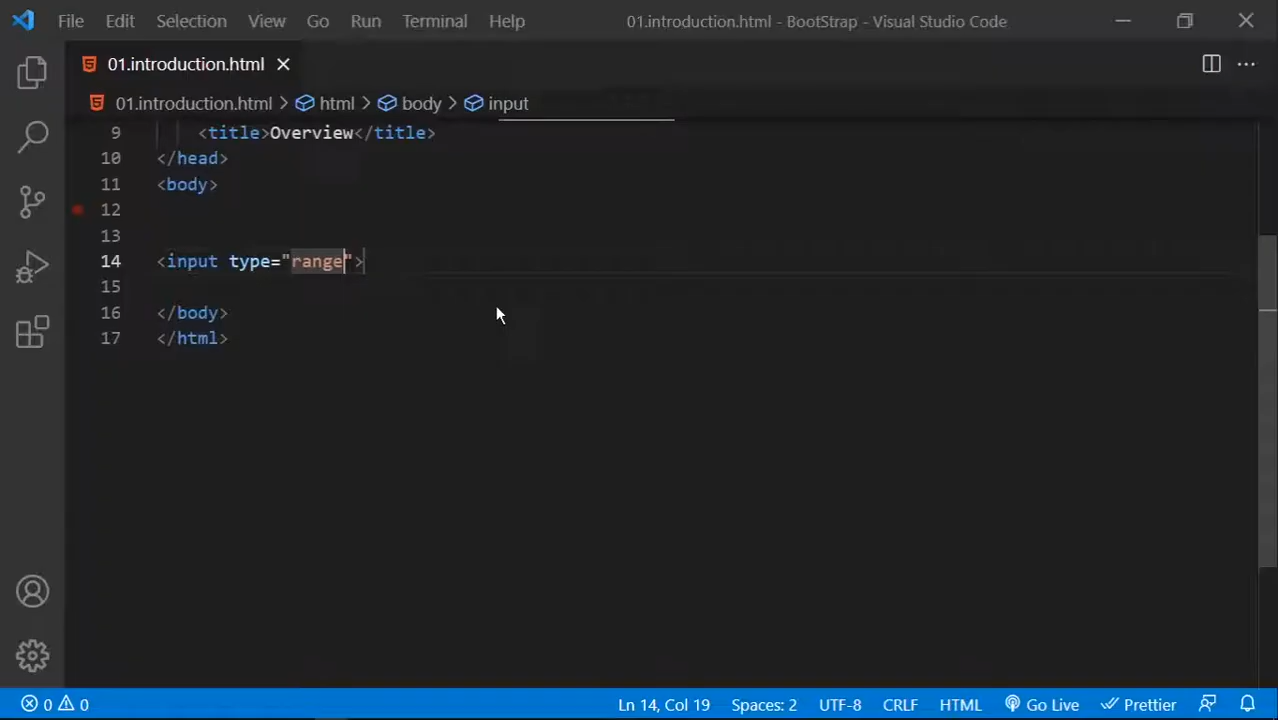 File Edit Selection View Go Run Terminal Help 01.introduction.html - BootStrap - Visual Studio Code
01.introduction.html
01.introduction.html > html > body > input
9 <title>Overview</title>
10 </head>
11 <body>
12
13
14 <input type="range">
15
16 </body>
17 </html>
0 0 Ln 14, Col 19 Spaces: 2 UTF-8 CRLF HTML Go Live Prettier